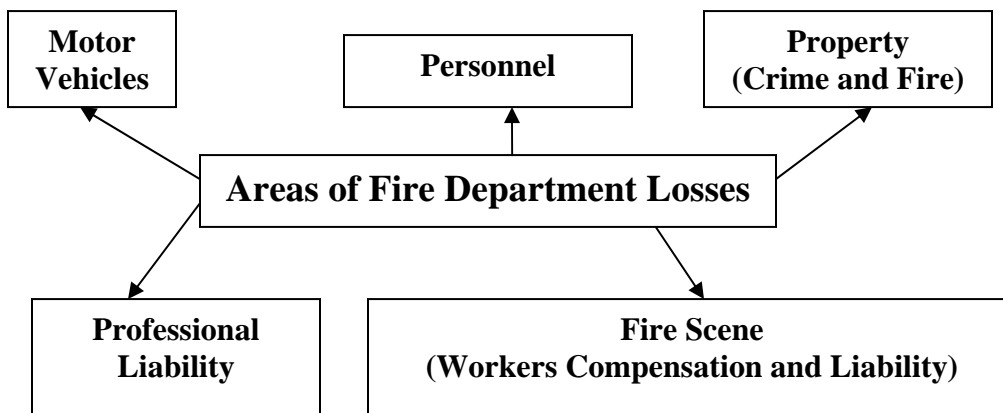 Motor
Vehicles
Personnel
Property
(Crime and Fire)
Areas of Fire Department Losses
Professional
Liability
Fire Scene
(Workers Compensation and Liability)